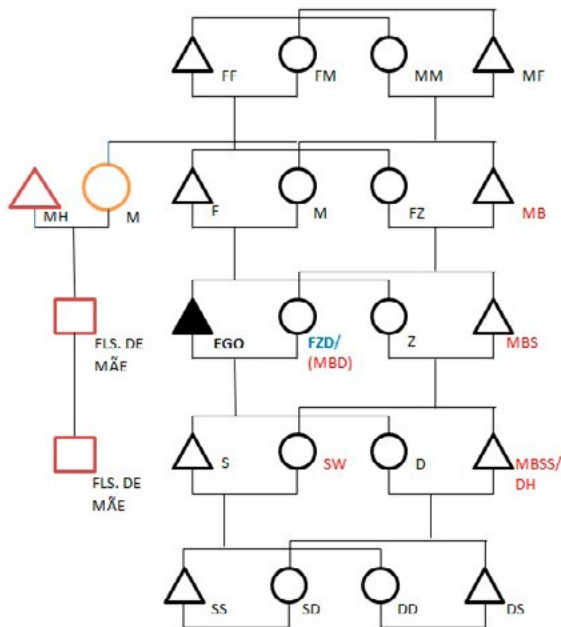 FF
FM
MM
MF
MH
M
F
M
FZ
MB
FLS. DE
MÃE
EGO
FZD/
(MBD)
Z
MBS
FLS. DE
MÃE
S
SW
D
MBSS/
DH
SS
SD
DD
DS